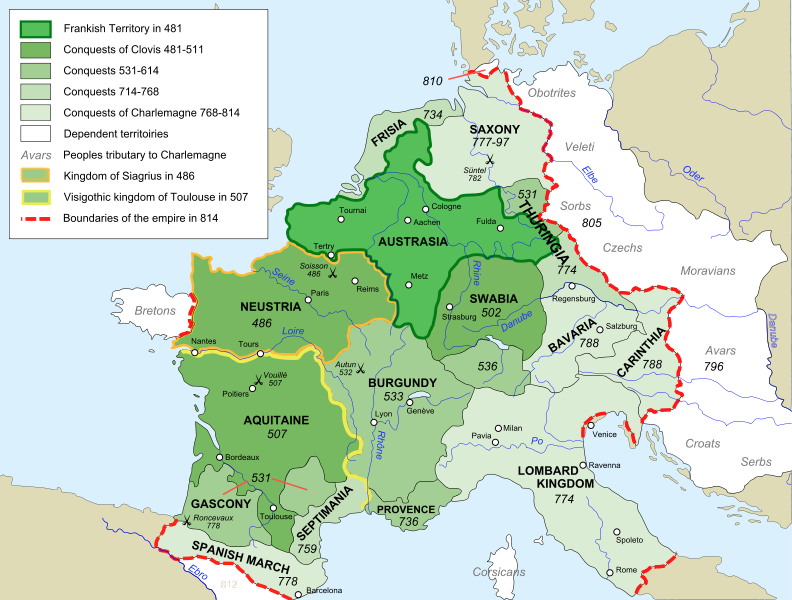 Frankish Territory in 481
Conquests of Clovis 481-511
Conquests 531-614
Conquests 714-768
Conquests of Charlemagne 768-814
Dependent territoiries
Avars Peoples tributary to Charlemagne
Kingdom of Siagrius in 486
Visigothic kingdom of Toulouse in 507
Boundaries of the empire in 814
810
Obotrites
FRISIA
734
SAXONY
777-97
Süntel
782
Veleti
Elbe
Oder
531
THURINGIA
Sorbs
805
Czechs
Moravians
Tournai
Cologne
Aachen
Fulda
AUSTRASIA
Tertry
Soisson
486
Metz
Reims
Seine
Paris
NEUSTRIA
486
Loire
Bretons
Nantes
Tours
Rhine
SWABIA
502
Strasburg
Danube
774
Regensburg
BAVARIA
788
Salzburg
CARINTHIA
788
Danube
Avars
796
Autun
532
536
BURGUNDY
533
Genève
Lyon
Rhône
Vouillé
507
Poitiers
AQUITAINE
507
Bordeaux
531
GASCONY
Roncevaux
778
Toulouse
SEPTIMANIA
759
PROVENCE
736
Milan
Pavia
Po
Venice
Ravenna
LOMBARD
KINGDOM
774
Croats
Serbs
Spoleto
Rome
Corsicans
SPANISH MARCH
778
Barcelona
Ebro
812